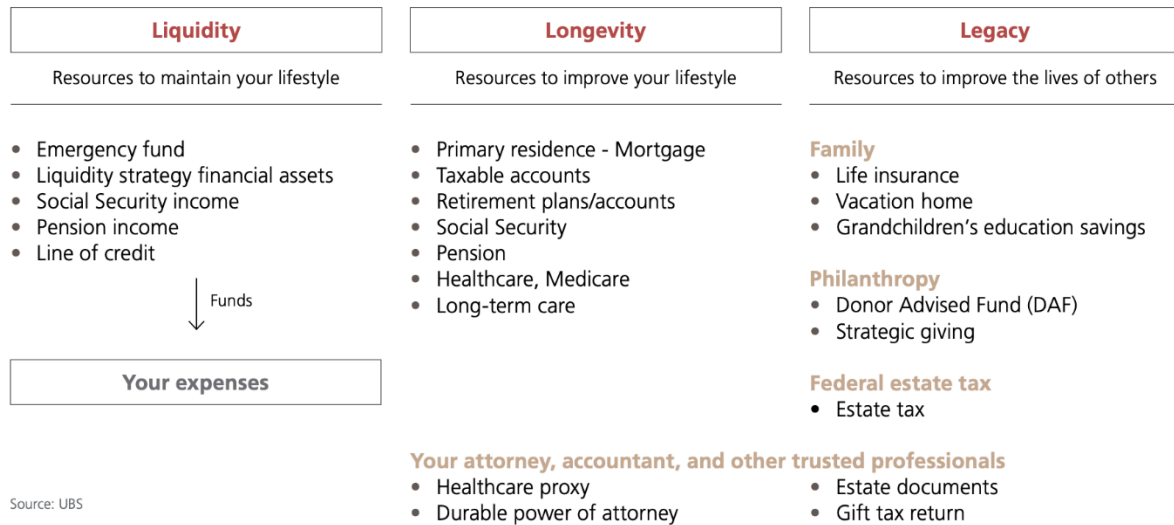 Liquidity
Resources to maintain your lifestyle
• Emergency fund
• Liquidity strategy financial assets
• Social Security income
• Pension income
• Line of credit
Funds
Your expenses
Longevity
Resources to improve your lifestyle
• Primary residence - Mortgage
• Taxable accounts
• Retirement plans/accounts
• Social Security
• Pension
• Healthcare, Medicare
• Long-term care
Legacy
Resources to improve the lives of others
Family
• Life insurance
• Vacation home
• Grandchildren’s education savings
Philanthropy
• Donor Advised Fund (DAF)
• Strategic giving
Federal estate tax
• Estate tax
Your attorney, accountant, and other trusted professionals
• Healthcare proxy
• Durable power of attorney
• Estate documents
• Gift tax return
Source: UBS